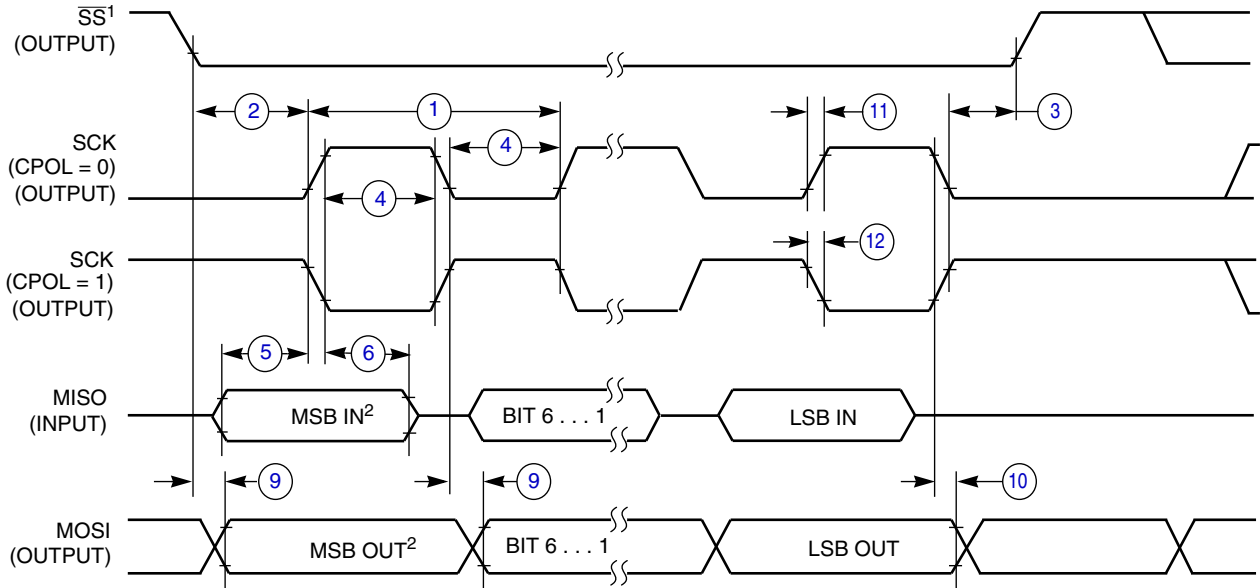 SS¹
(OUTPUT)
2
1
11
3
SCK
(CPOL = 0)
(OUTPUT)
4
4
12
SCK
(CPOL = 1)
(OUTPUT)
5
6
MISO
(INPUT)
MSB IN²
BIT 6 . . . 1
LSB IN
9
9
10
MOSI
(OUTPUT)
MSB OUT²
BIT 6 . . . 1
LSB OUT